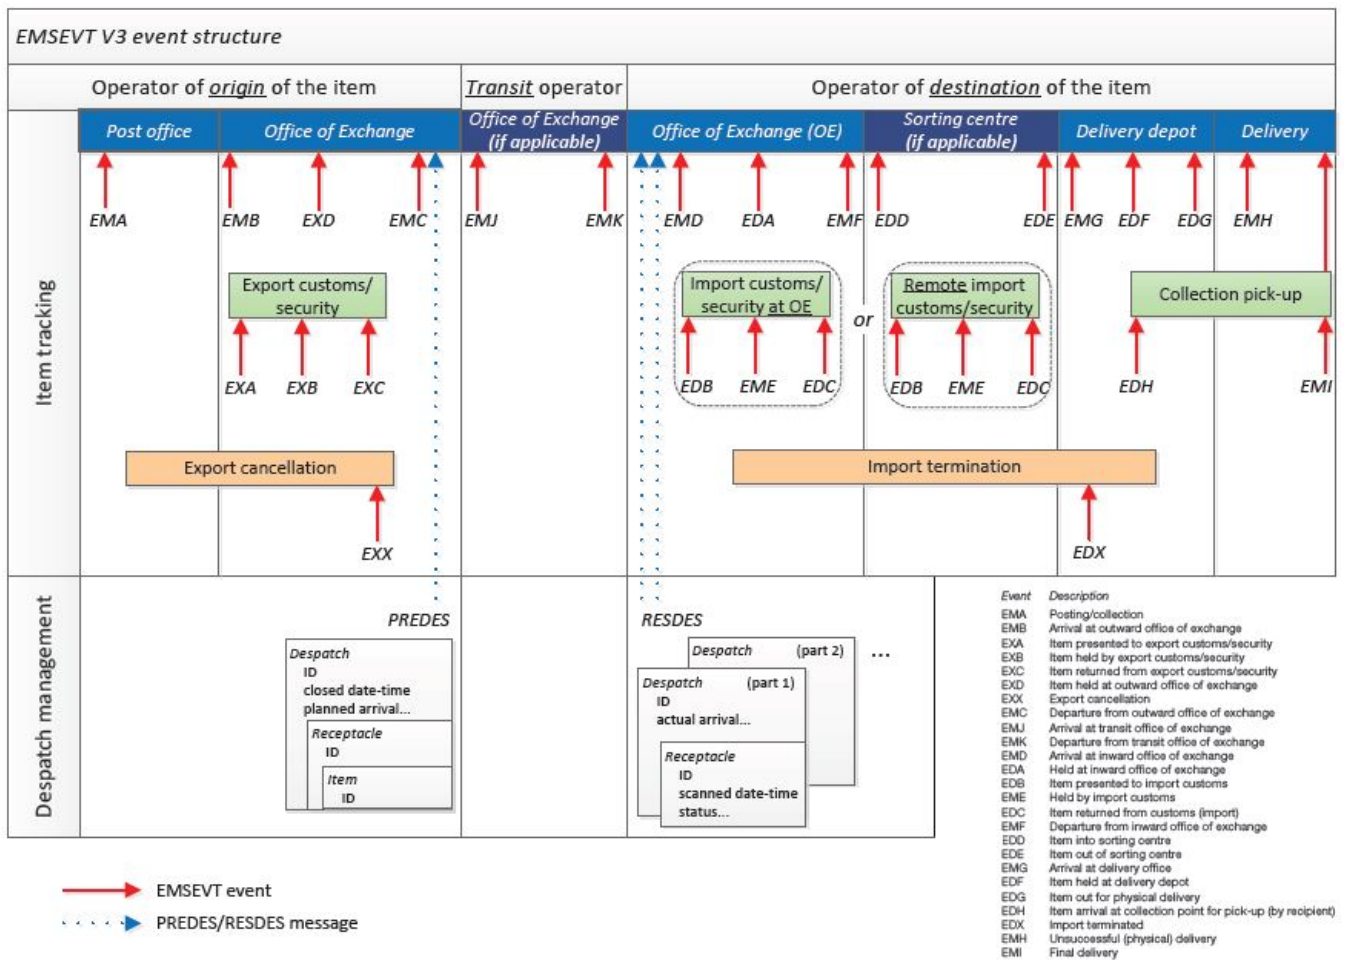 EMSEVT V3 event structure
Operator of origin of the item
Transit operator
Operator of destination of the item
Post office
Office of Exchange
Office of Exchange
(if applicable)
Office of Exchange (OE)
Sorting centre
(if applicable)
Delivery depot
Delivery
EMA
EMB
EXD
EMC
EMJ
EMK
EMD
EDA
EMF
EDD
EDE
EMG
EDF
EDG
EMH
Item tracking
Export customs/
security
Import customs/
security at OE
or
Remote import
customs/security
Collection pick-up
EXA
EXB
EXC
EDB
EME
EDC
EDB
EME
EDC
EDH
EMI
Export cancellation
Import termination
EXX
EDX
Despatch management
PREDES
Despatch
ID
closed date-time
planned arrival...
Receptacle
ID
Item
ID
RESDES
Despatch (part 2)
...
Despatch (part 1)
ID
actual arrival...
Receptacle
ID
scanned date-time
status...
Event Description
EMA Posting/collection
EMB Arrival at outward office of exchange
EXA Item presented to export customs/security
EXB Item held by export customs/security
EXC Item returned from export customs/security
EXD Item held at outward office of exchange
EXX Export cancellation
EMC Departure from outward office of exchange
EMJ Arrival at transit office of exchange
EMK Departure from transit office of exchange
EMD Arrival at inward office of exchange
EDA Held at inward office of exchange
EDB Item presented to import customs
EME Held by import customs
EDC Item returned from customs (import)
EMF Departure from inward office of exchange
EDD Item into sorting centre
EDE Item out of sorting centre
EMG Arrival at delivery office
EDF Item held at delivery depot
EDG Item out for physical delivery
EDH Item arrival at collection point for pick-up (by recipient)
EDX Import terminated
EMH Unsuccessful (physical) delivery
EMI Final delivery
EMSEVT event
PREDES/RESDES message